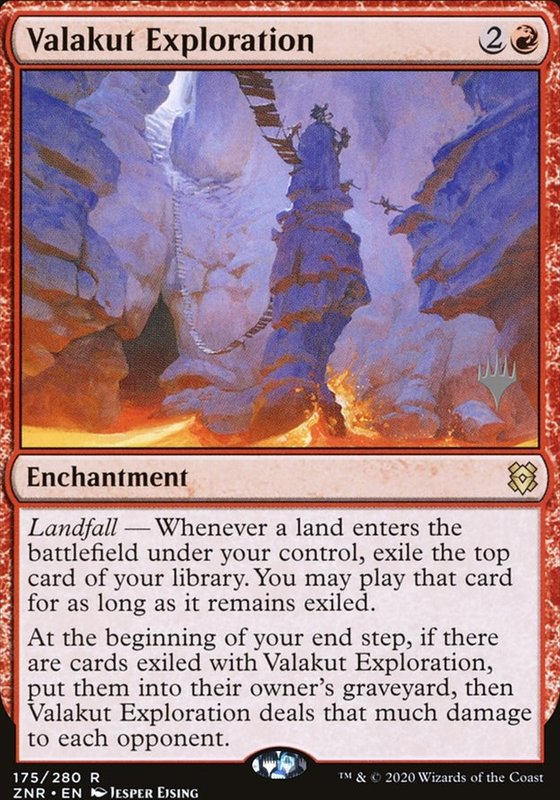 Valakut Exploration 2
Enchantment
Landfall — Whenever a land enters the
battlefield under your control, exile the top
card of your library. You may play that card
for as long as it remains exiled.
At the beginning of your end step, if there
are cards exiled with Valakut Exploration,
put them into their owner's graveyard, then
Valakut Exploration deals that much damage
to each opponent.
175/280 R
ZNR • EN Jesper Eising
™ & © 2020 Wizards of the Coast